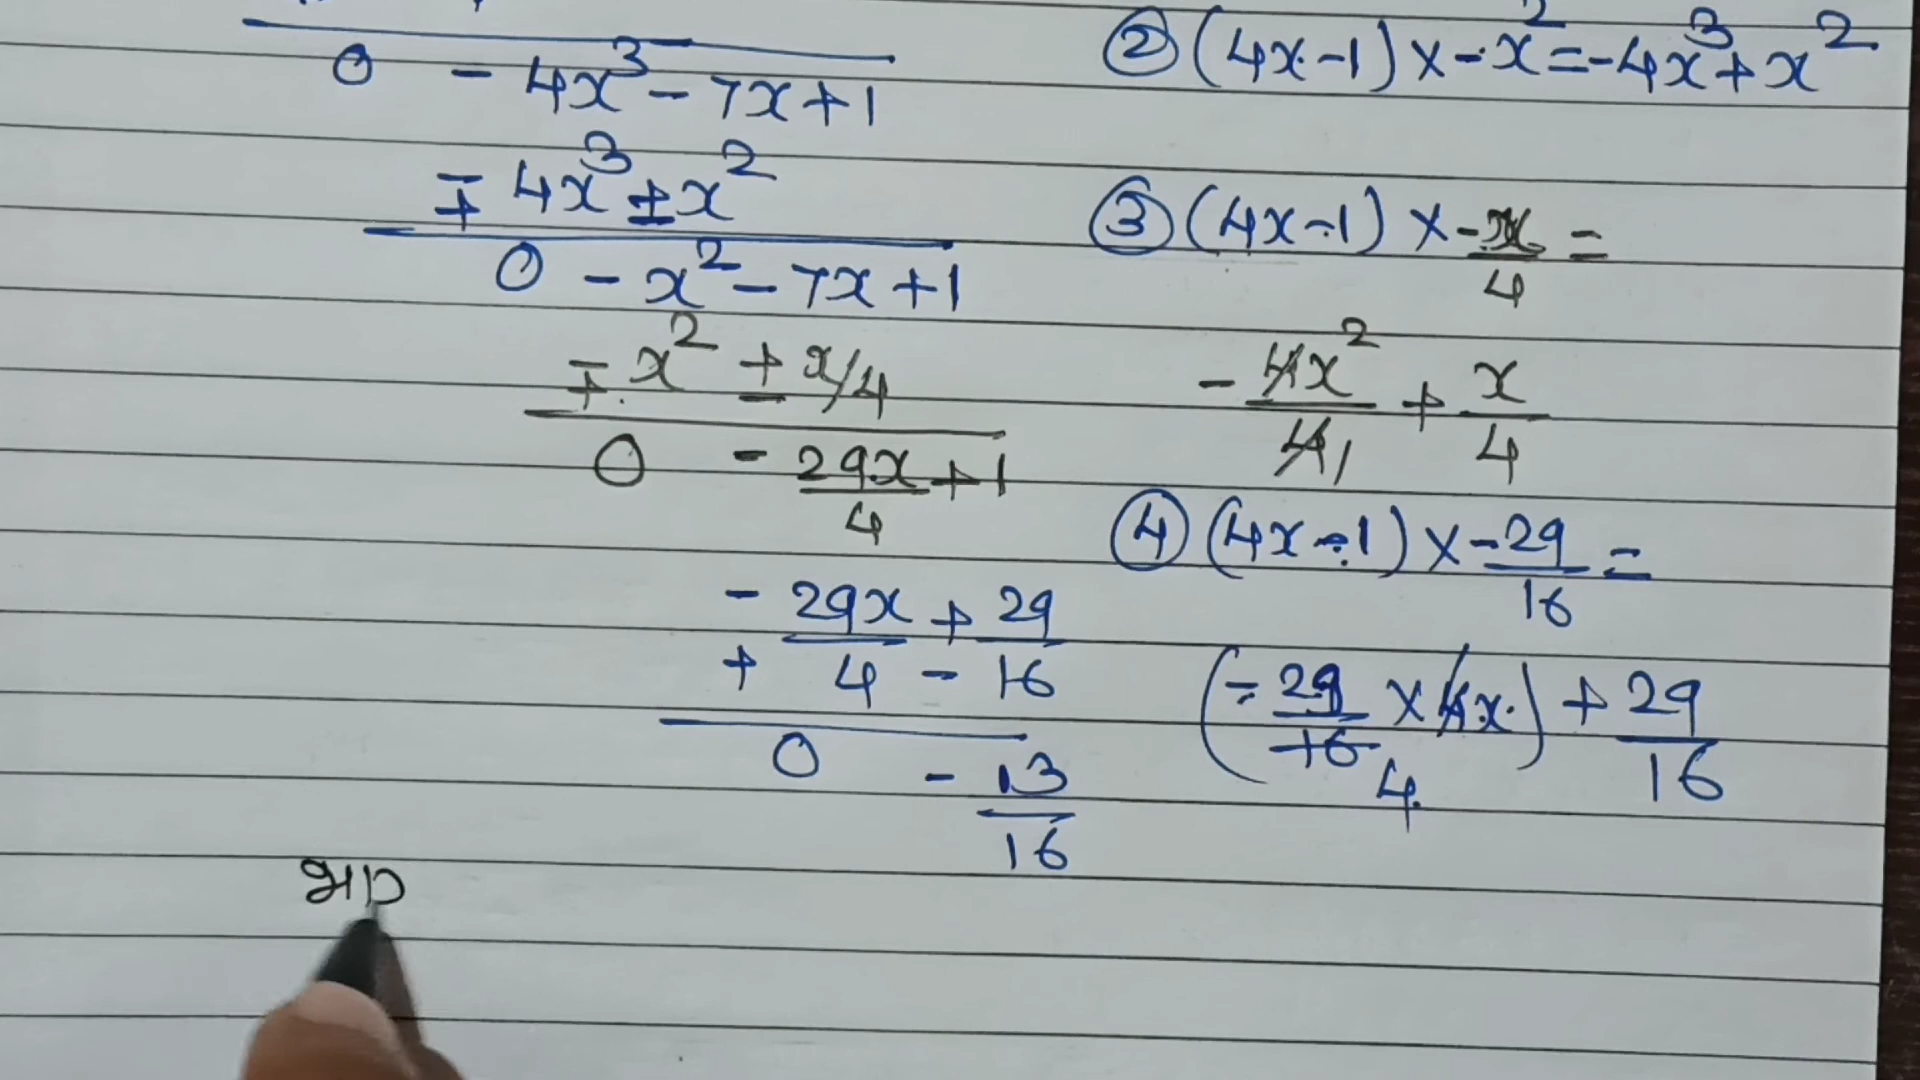 0 - 4x³ - 7x + 1
∓ 4x³ ± x²
0 - x² - 7x + 1
∓ x² ± x/4
0 - 29x/4 + 1
- 29x/4 + 29/16
+ -
0 - 13/16
② (4x - 1) × - x² = - 4x³ + x²
③ (4x - 1) × - x/4 =
- 4x²/4 1 + x/4
④ (4x - 1) × - 29/16 =
(- 29/16 4 × 4x) + 29/16